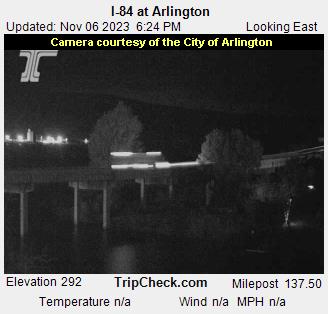 I-84 at Arlington
Updated: Nov 06 2023 6:24 PM Looking East
Camera courtesy of the City of Arlington
Elevation 292 TripCheck.com Milepost 137.50
Temperature n/a Wind n/a MPH n/a